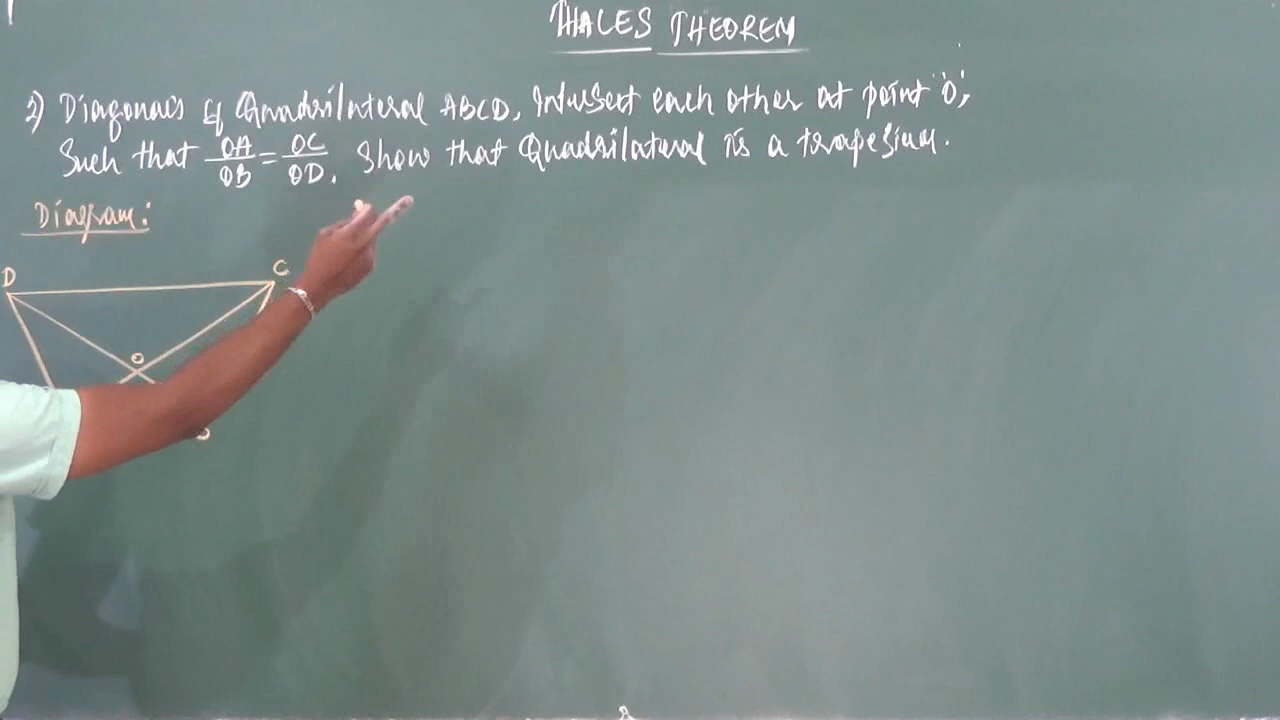 THALES THEOREM
2) Diagonals of Quadrilateral ABCD, Intersect each other at point 'O',
Such that OA/OB = OC/OD. Show that Quadrilateral is a trapesium.
Diagram:
D C
O
A